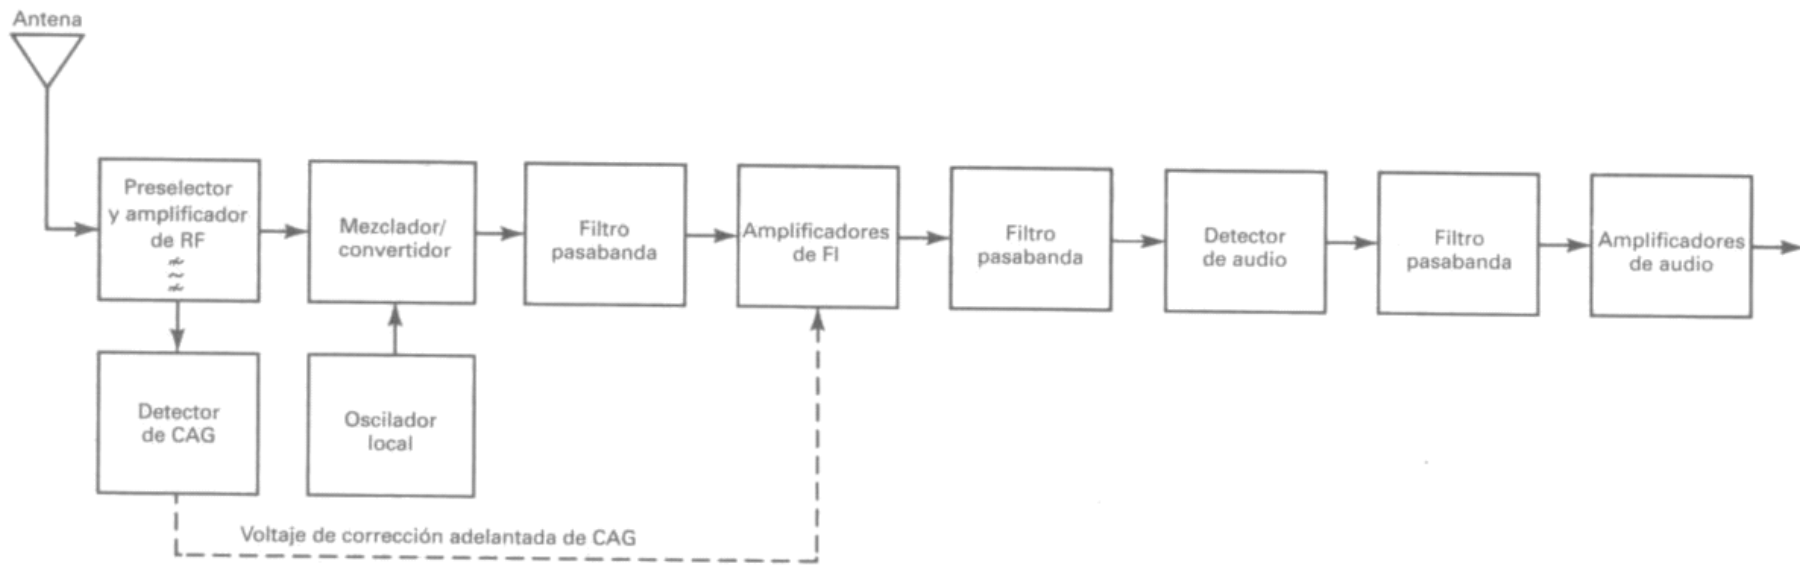 Antena
Preselector
y amplificador
de RF
Mezclador/
convertidor
Filtro
pasabanda
Amplificadores
de FI
Filtro
pasabanda
Detector
de audio
Filtro
pasabanda
Amplificadores
de audio
Detector
de CAG
Oscilador
local
Voltaje de corrección adelantada de CAG